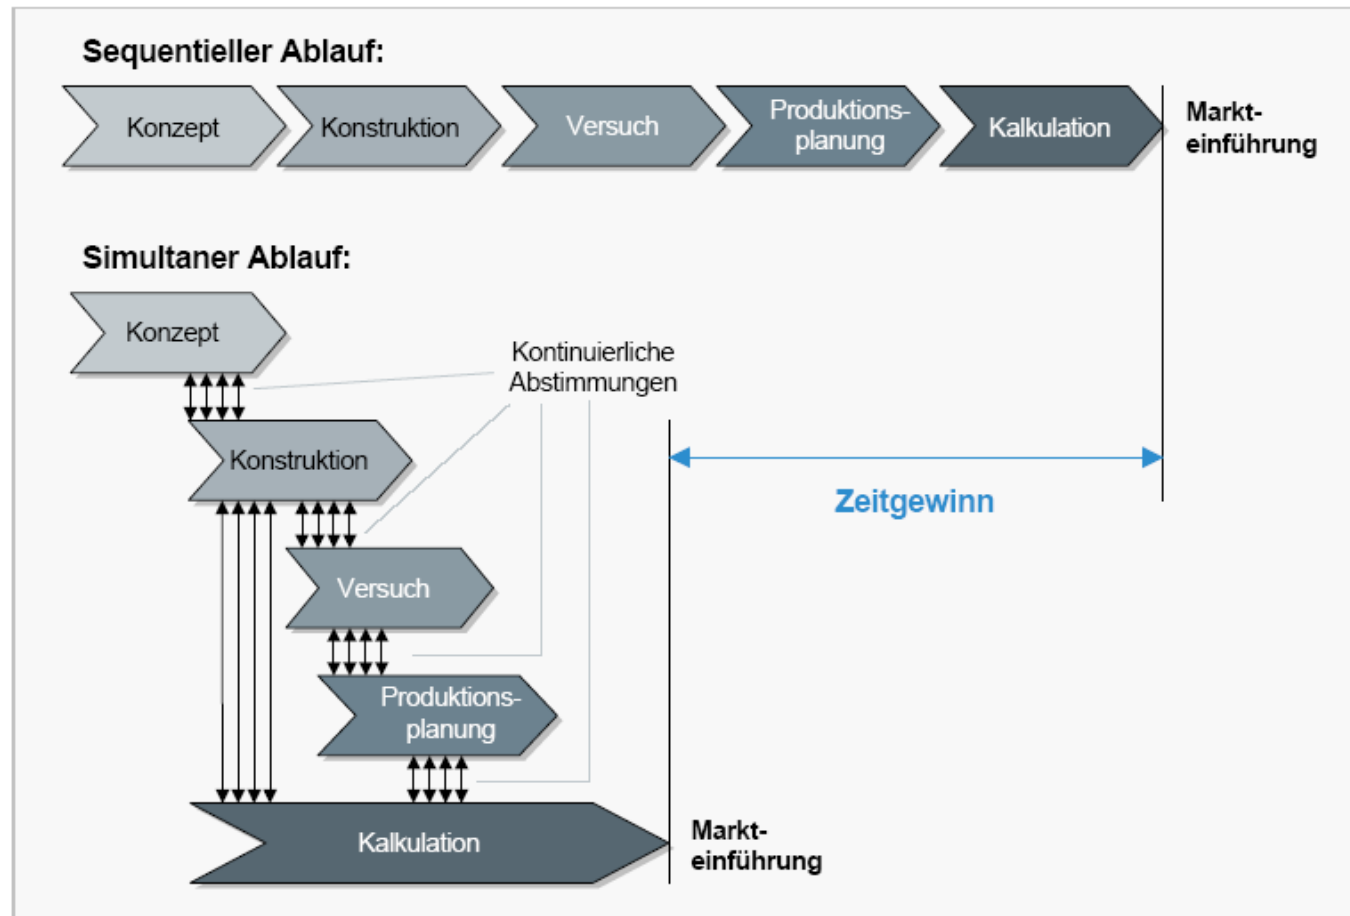 Sequentieller Ablauf:
Konzept
Konstruktion
Versuch
Produktions-
planung
Kalkulation
Markt-
einführung
Simultaner Ablauf:
Konzept
Kontinuierliche
Abstimmungen
Konstruktion
Zeitgewinn
Versuch
Produktions-
planung
Kalkulation
Markt-
einführung